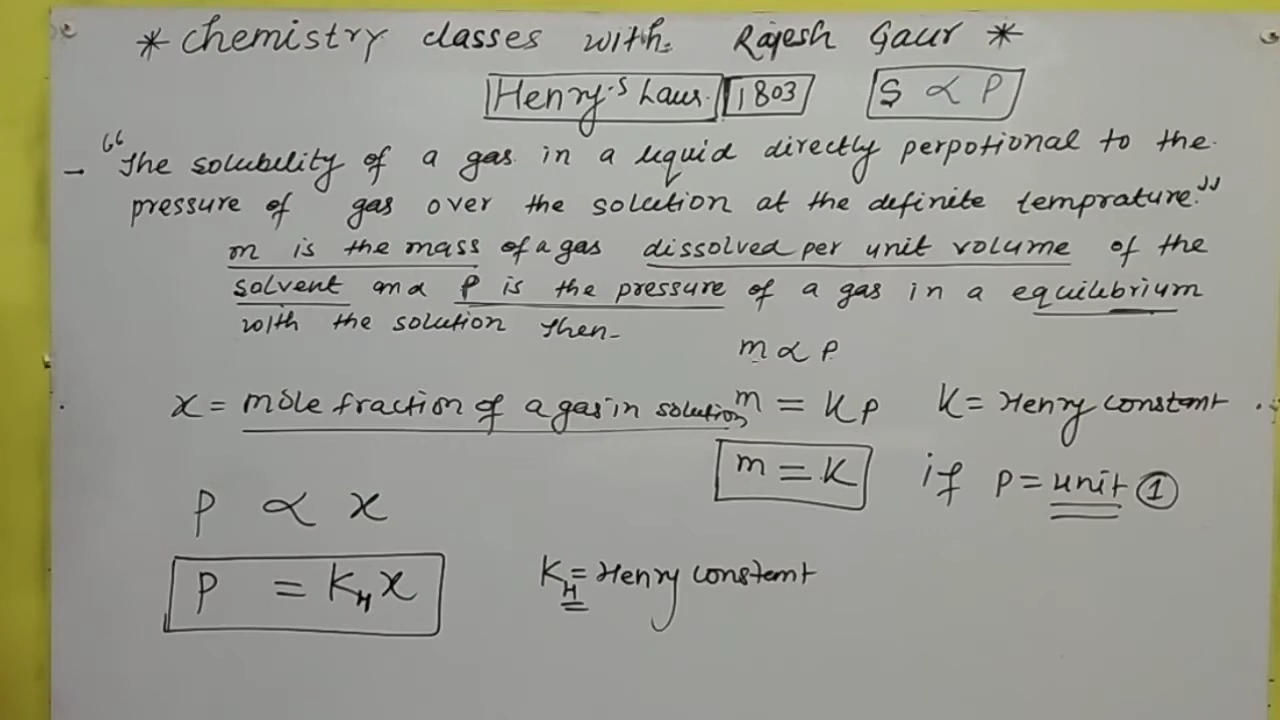 * Chemistry classes with Rajesh Gaur *
Henry's Law 1803 S ∝ P
- "The solubility of a gas in a liquid directly perpotional to the
pressure of gas over the solution at the definite temprature."
m is the mass of a gas dissolved per unit volume of the
solvent and P is the pressure of a gas in a equilibrium
with the solution then-
m ∝ P
x = mole fraction of a gas in solution m = KP K = Henry constant
m = K if P = unit 1
P ∝ x
P = KHx KH = Henry constant